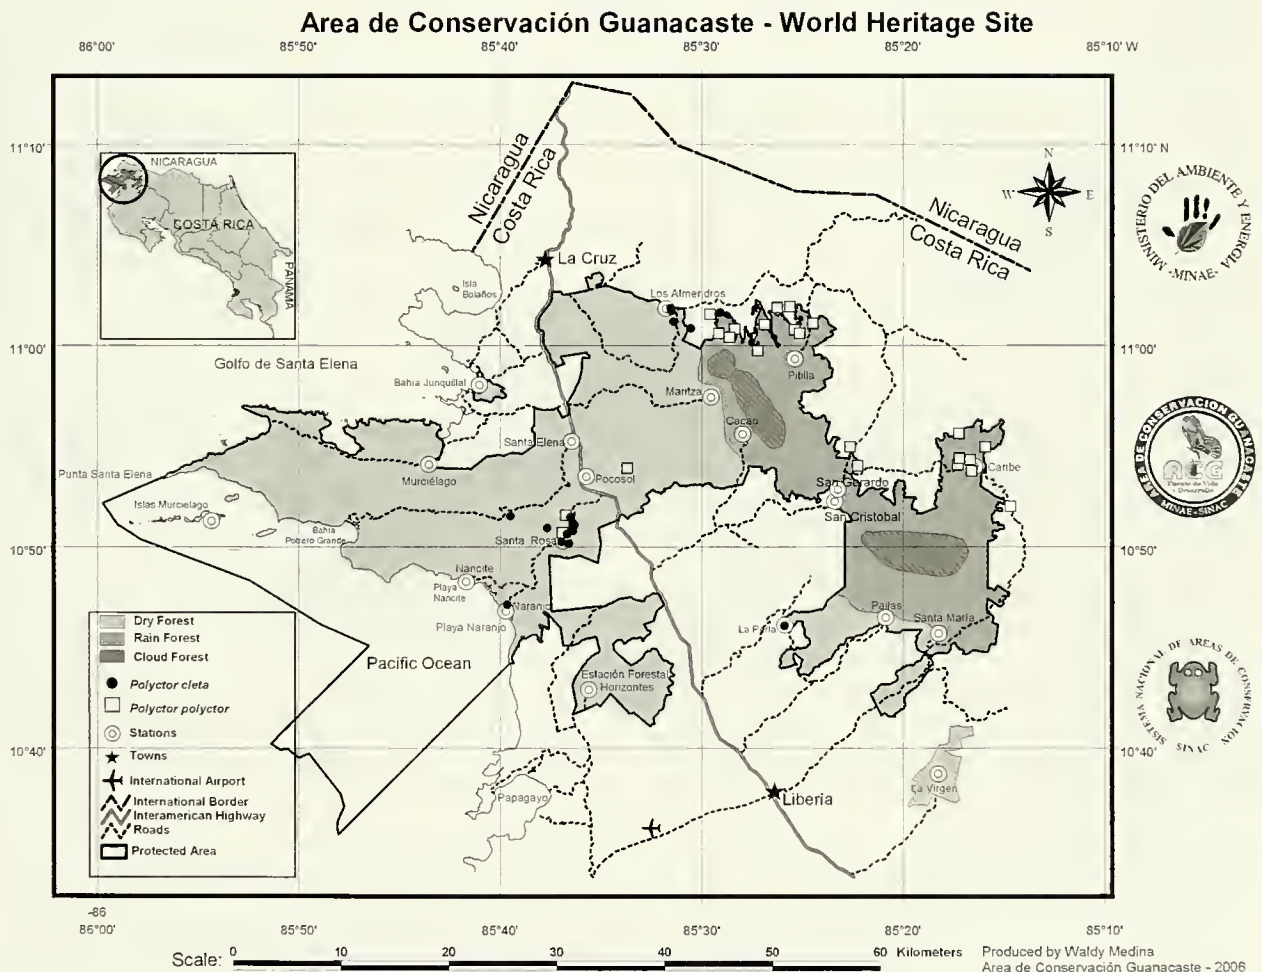 Area de Conservación Guanacaste - World Heritage Site
86°00'
85°50'
85°40'
85°30'
85°20'
85°10' W
11°10'
11°10' N
NICARAGUA
COSTA RICA
PANAMA
Nicaragua
Costa Rica
Nicaragua
Costa Rica
N
W
E
S
MINISTERIO DEL AMBIENTE Y ENERGIA
-MINAE-
La Cruz
Isla
Bolaños
Los Almendros
11°00'
11°00'
Golfo de Santa Elena
Bahia Junquillal
Pitilla
Maritza
Cacao
Santa Elena
AREA DE CONSERVACION GUANACASTE
ACG
MINAE-SINAC
Caribe
Punta Santa Elena
Murciélago
Pocosol
San Gerardo
San Cristobal
Islas Murcielago
Bahia
Potrero Grande
Santa Rosa
10°50'
10°50'
Nancite
Playa
Nancite
Naranjo
Playa Naranjo
La Perla
Pailas
Santa Maria
Pacific Ocean
Estación Forestal
Horizontes
SISTEMA NACIONAL DE AREAS DE CONSERVACION
SINAC
Dry Forest
Rain Forest
Cloud Forest
Polyctor cleta
Polyctor polyctor
Stations
Towns
International Airport
International Border
Interamerican Highway
Roads
Protected Area
10°40'
10°40'
Papagayo
Liberia
La Virgen
-86
86°00'
85°50'
85°40'
85°30'
85°20'
85°10'
Scale:
0
10
20
30
40
50
60 Kilometers
Produced by Waldy Medina
Area de Conservación Guanacaste - 2006